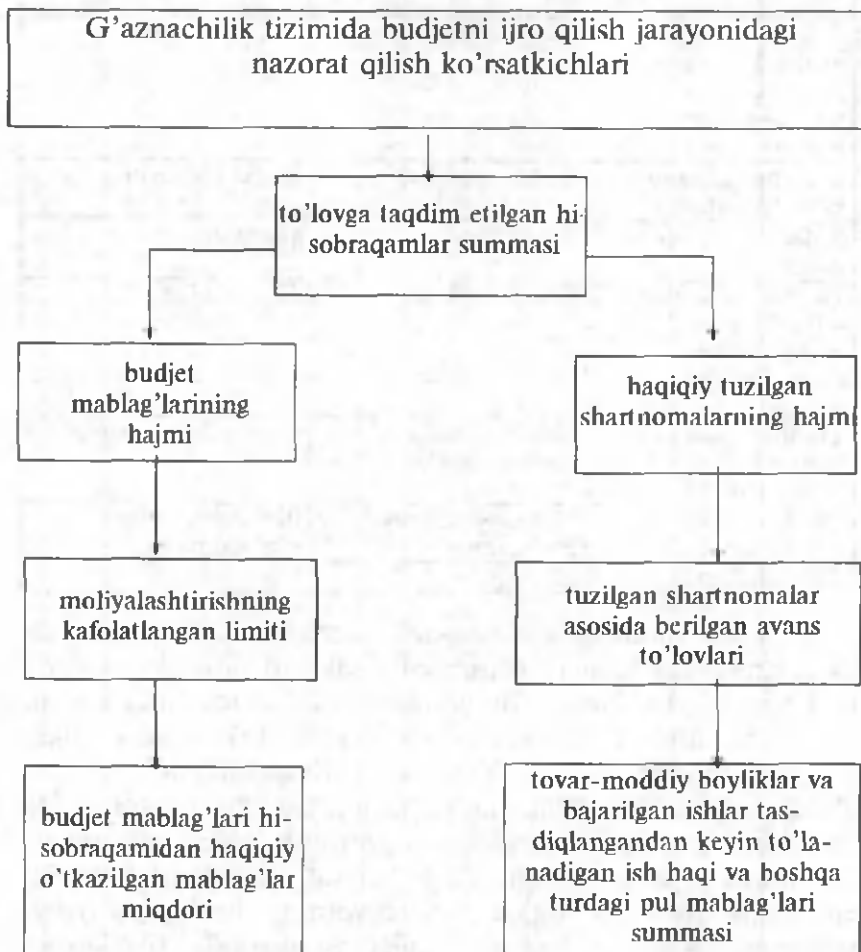 G'aznachilik tizimida budjetni ijro qilish jarayonidagi
nazorat qilish ko'rsatkichlari
to'lovga taqdim etilgan hi-
sobraqamlar summasi
budjet
mablag'larining
hajmi
haqiqiy tuzilgan
shartnomalarning hajmi
moliyalashtirishning
kafolatlangan limiti
tuzilgan shartnomalar
asosida berilgan avans
to'lovlari
budjet mablag'lari hi-
sobraqamidan haqiqiy
o'tkazilgan mablag'lar
miqdori
tovar-moddiy boyliklar va
bajarilgan ishlar tas-
diqlangandan keyin to'la-
nadigan ish haqi va boshqa
turdagi pul mablag'lari
summasi